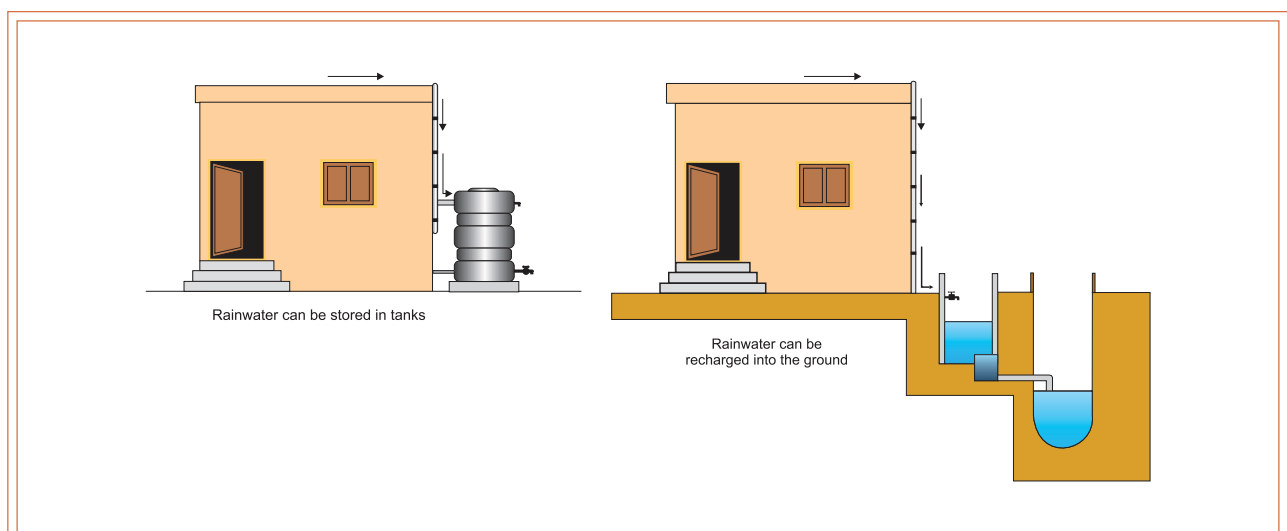 Rainwater can be stored in tanks
Rainwater can be
recharged into the ground